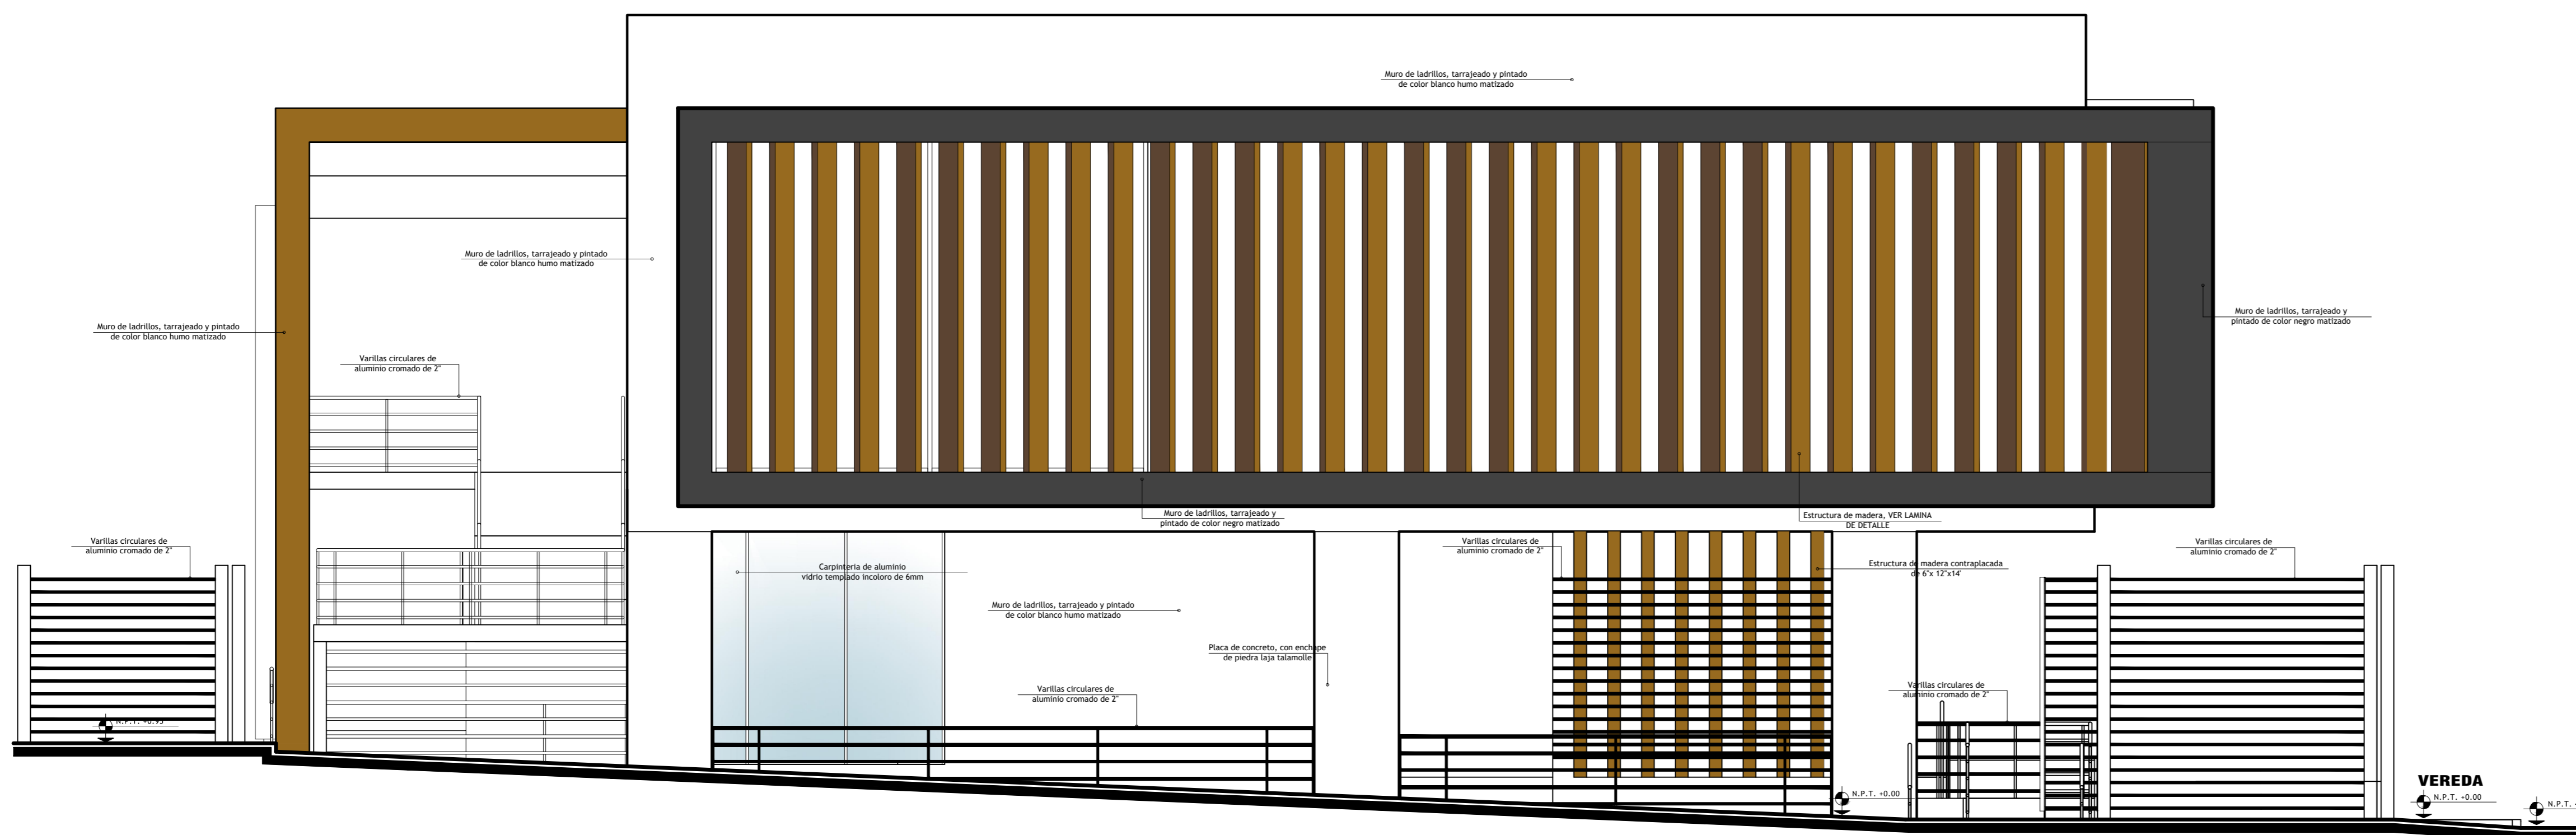 Muro de ladrillos, tarrajeado y pintado
de color blanco humo matizado
Muro de ladrillos, tarrajeado y pintado
de color blanco humo matizado
Muro de ladrillos, tarrajeado y pintado
de color blanco humo matizado
Muro de ladrillos, tarrajeado y
pintado de color negro matizado
Varillas circulares de
aluminio cromado de 2"
Muro de ladrillos, tarrajeado y
pintado de color negro matizado
Estructura de madera, VER LAMINA
DE DETALLE
Varillas circulares de
aluminio cromado de 2"
Varillas circulares de
aluminio cromado de 2"
Varillas circulares de
aluminio cromado de 2"
Carpinteria de aluminio
vidrio templado incoloro de 6mm
Estructura de madera contraplacada
de 6"x 12"x14'
Muro de ladrillos, tarrajeado y pintado
de color blanco humo matizado
Placa de concreto, con enchape
de piedra laja talamolle
Varillas circulares de
aluminio cromado de 2"
Varillas circulares de
aluminio cromado de 2"
N.P.T. +0.95
VEREDA
N.P.T. +0.00
N.P.T. +0.00
N.P.T.